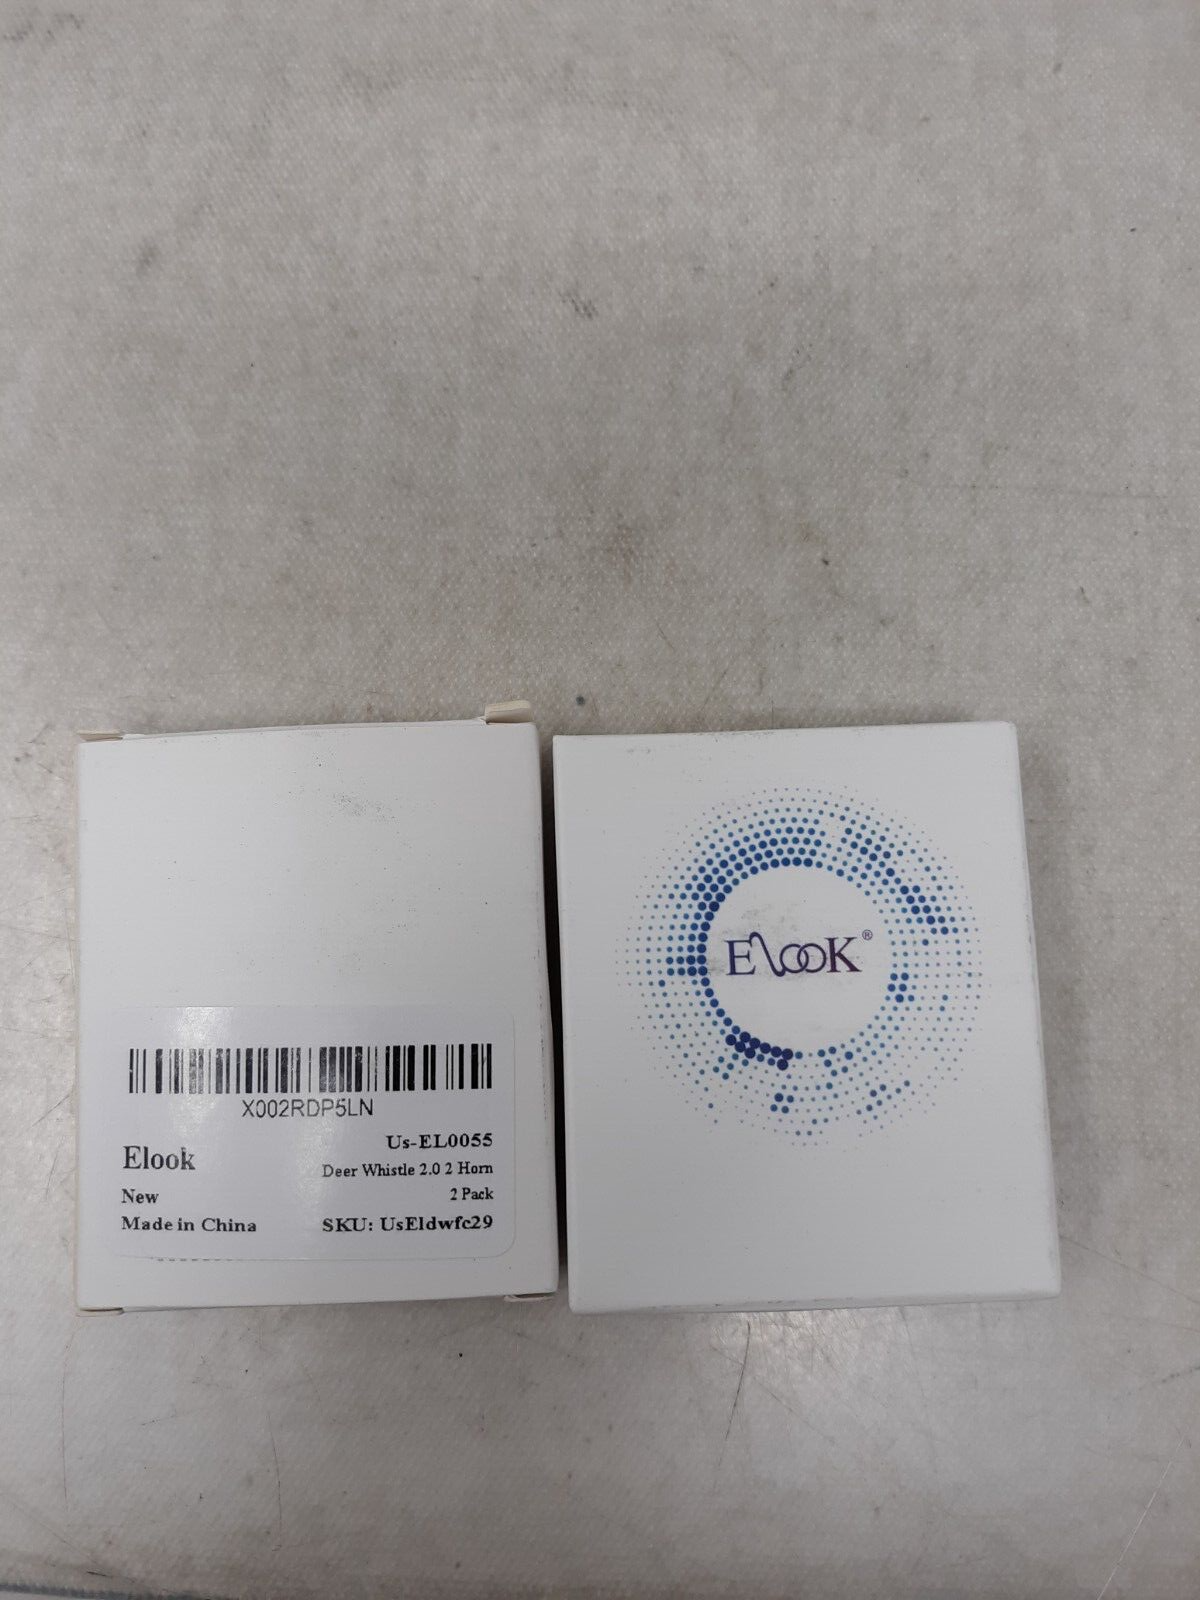 X002RDP5LN
Us-EL0055
Elook
Deer Whistle 2.0 2 Horn
New
2 Pack
Made in China
SKU: UsEldwfc29
ElooK®